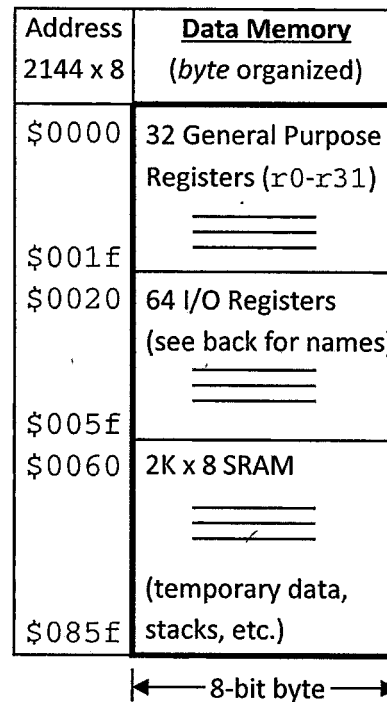 Address
2144 x 8
Data Memory
(byte organized)
$0000
32 General Purpose
Registers (r0-r31)
$001f
$0020
64 I/O Registers
(see back for names)
$005f
$0060
2K x 8 SRAM
(temporary data,
$085f
stacks, etc.)
8-bit byte